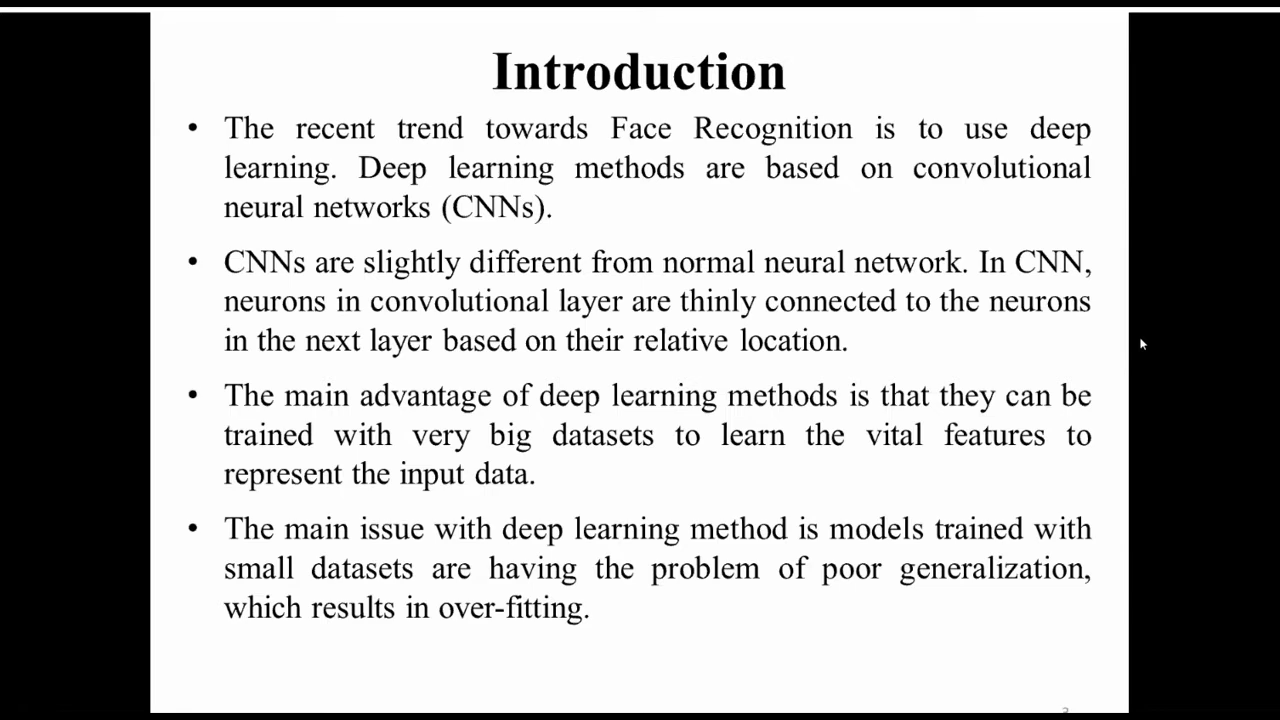 Introduction
• The recent trend towards Face Recognition is to use deep
learning. Deep learning methods are based on convolutional
neural networks (CNNs).
• CNNs are slightly different from normal neural network. In CNN,
neurons in convolutional layer are thinly connected to the neurons
in the next layer based on their relative location.
• The main advantage of deep learning methods is that they can be
trained with very big datasets to learn the vital features to
represent the input data.
• The main issue with deep learning method is models trained with
small datasets are having the problem of poor generalization,
which results in over-fitting.